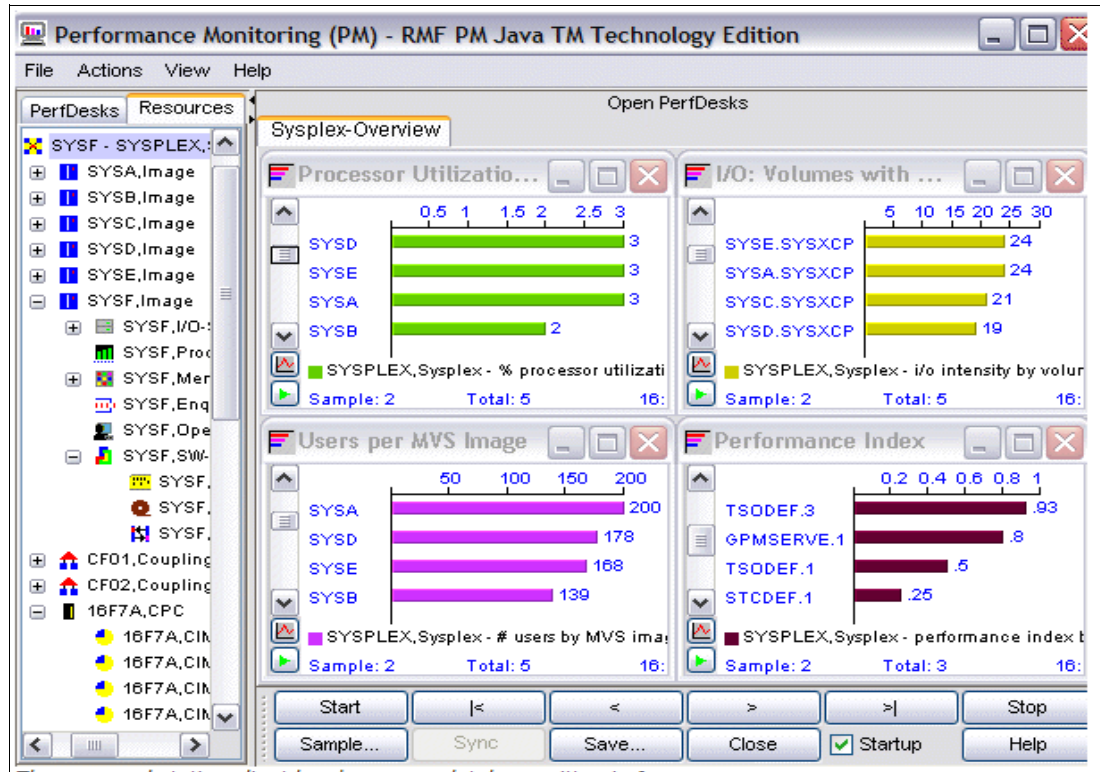 Performance Monitoring (PM) - RMF PM Java TM Technology Edition
File Actions View Help
PerfDesks Resources
SYSF - SYSPLEX,
SYSA,Image
SYSB,Image
SYSC,Image
SYSD,Image
SYSE,Image
SYSF,Image
SYSF,I/O-
SYSF,Proc
SYSF,Mer
SYSF,Enq
SYSF,Ope
SYSF,SW-
SYSF,
SYSF,
SYSF,
CF01,Coupling
CF02,Coupling
16F7A,CPC
16F7A,CIN
16F7A,CIN
16F7A,CIN
16F7A,CIN
Open PerfDesks
Sysplex-Overview
Processor Utilizatio...
0.5 1 1.5 2 2.5 3
SYSD 3
SYSE 3
SYSA 3
SYSB 2
SYSPLEX,Sysplex - % processor utilizati
Sample: 2 Total: 5 16:
I/O: Volumes with ...
5 10 15 20 25 30
SYSE.SYSXCP 24
SYSA.SYSXCP 24
SYSC.SYSXCP 21
SYSD.SYSXCP 19
SYSPLEX,Sysplex - i/o intensity by volur
Sample: 2 Total: 5 16:
Users per MVS Image
50 100 150 200
SYSA 200
SYSD 178
SYSE 168
SYSB 139
SYSPLEX,Sysplex - # users by MVS ima
Sample: 2 Total: 5 16:
Performance Index
0.2 0.4 0.6 0.8 1
TSODEF.3 .93
GPMSERVE.1 .8
TSODEF.1 .5
STCDEF.1 .25
SYSPLEX,Sysplex - performance index b
Sample: 2 Total: 3 16:
Start |< < > >| Stop
Sample... Sync Save... Close Startup Help